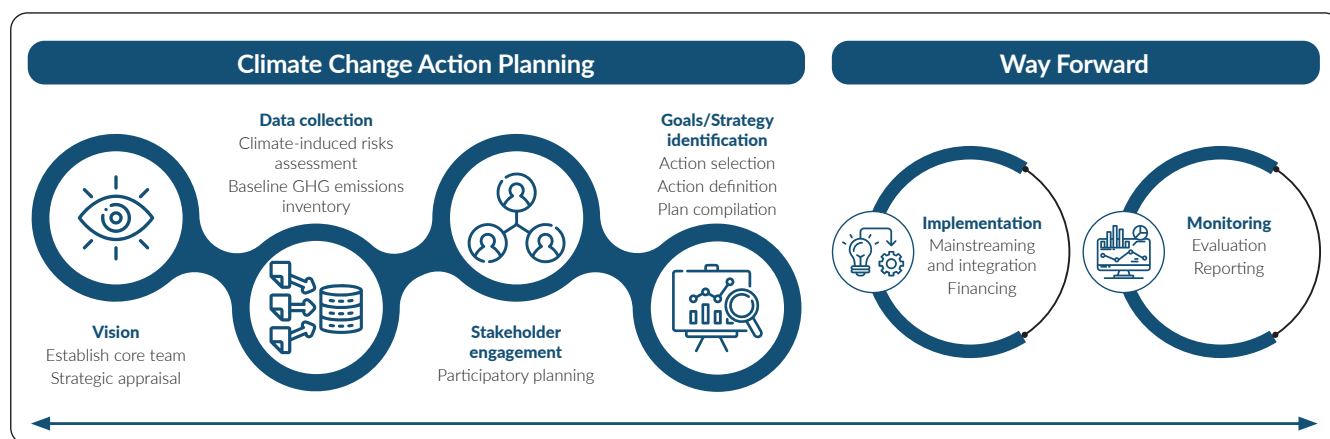 Climate Change Action Planning
Way Forward
Vision
Establish core team
Strategic appraisal
Data collection
Climate-induced risks
assessment
Baseline GHG emissions
inventory
Stakeholder
engagement
Participatory planning
Goals/Strategy
identification
Action selection
Action definition
Plan compilation
Implementation
Mainstreaming
and integration
Financing
Monitoring
Evaluation
Reporting